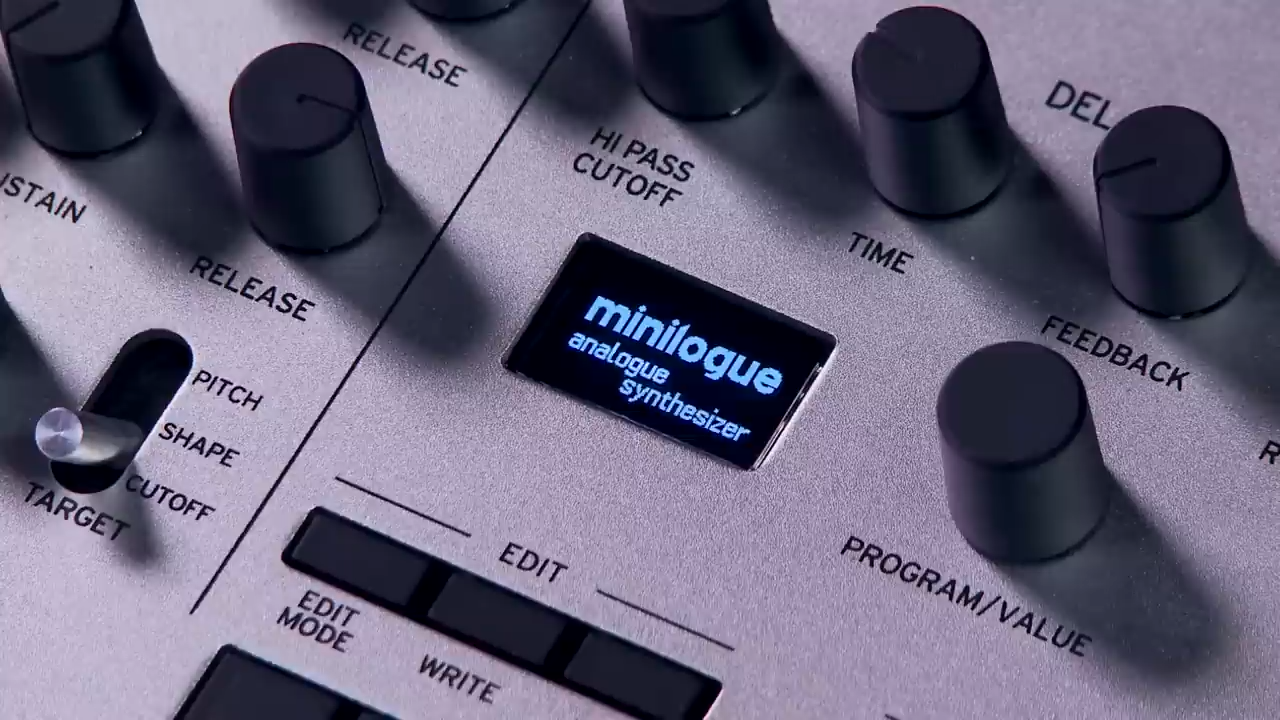 RELEASE
DEL
HI PASS
CUTOFF
TIME
RELEASE
FEEDBACK
minilogue
analogue
synthesizer
PITCH
SHAPE
CUTOFF
TARGET
PROGRAM/VALUE
EDIT
EDIT
MODE
WRITE